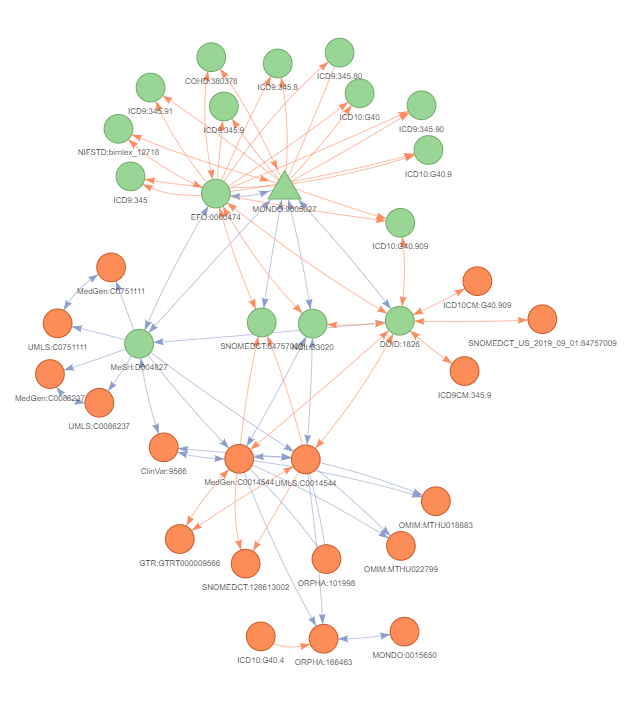 COHD:380378
ICD9:345.8
ICD9:345.80
ICD9:345.91
ICD10:G40
ICD9:345.9
ICD9:345.90
NIFSTD:birnlex_12718
ICD10:G40.9
ICD9:345
MONDO:0005027
EFO:0000474
ICD10:G40.909
MedGen:C0751111
ICD10CM:G40.909
UMLS:C0751111
SNOMEDCT_US_2019_09_01:84757009
DOID:1826
MeSH:D004827
ICD9CM:345.9
MedGen:C0086237
UMLS:C0086237
ClinVar:9566
MedGen:C0014544
UMLS:C0014544
OMIM:MTHU018883
GTR:GTRT000009566
OMIM:MTHU022799
ORPHA:101998
SNOMEDCT:128613002
MONDO:0015650
ICD10:G40.4
ORPHA:166463